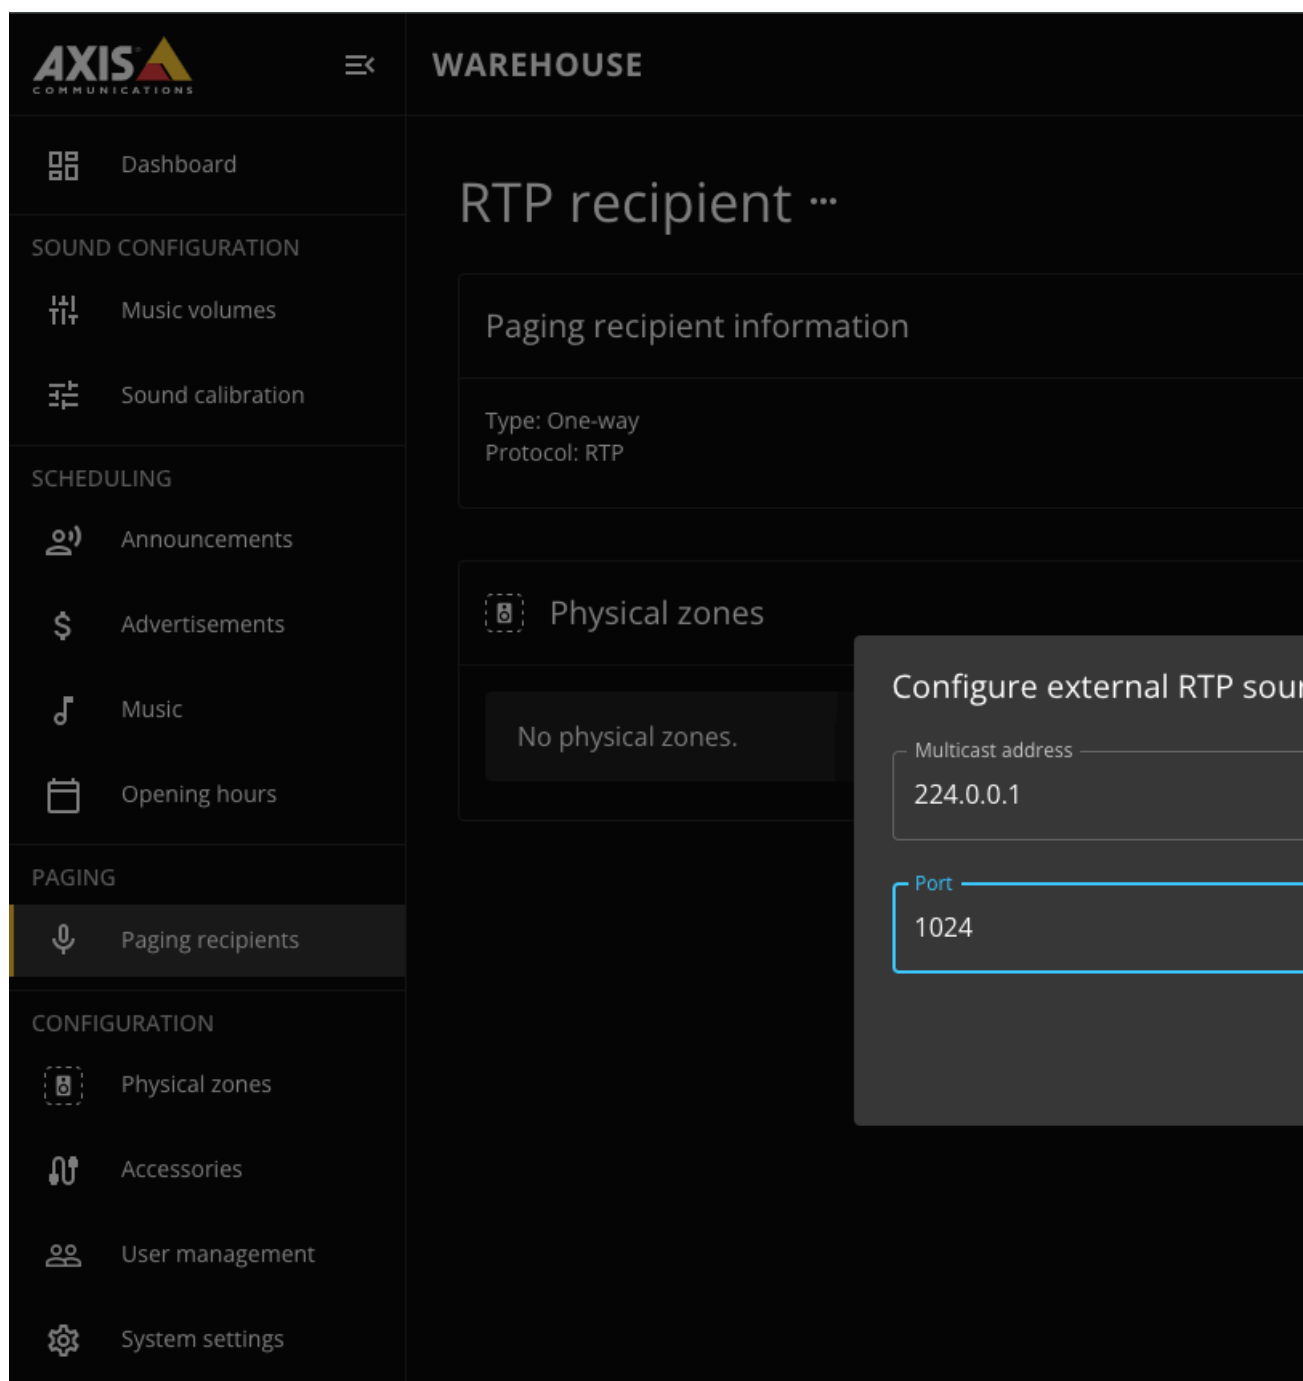 AXIS
COMMUNICATIONS
WAREHOUSE
Dashboard
SOUND CONFIGURATION
Music volumes
Sound calibration
SCHEDULING
Announcements
Advertisements
Music
Opening hours
PAGING
Paging recipients
CONFIGURATION
Physical zones
Accessories
User management
System settings
RTP recipient ···
Paging recipient information
Type: One-way
Protocol: RTP
Physical zones
No physical zones.
Configure external RTP
Multicast address
224.0.0.1
Port
1024